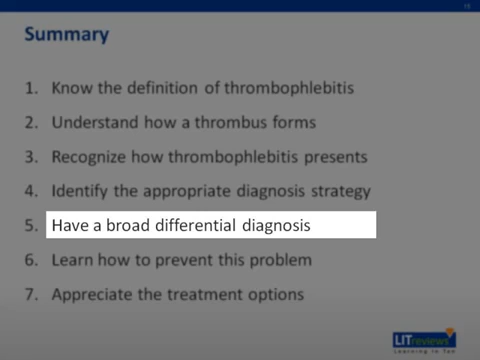 15
Summary
1. Know the definition of thrombophlebitis
2. Understand how a thrombus forms
3. Recognize how thrombophlebitis presents
4. Identify the appropriate diagnosis strategy
5. Have a broad differential diagnosis
6. Learn how to prevent this problem
7. Appreciate the treatment options
LITreviews
Learning in Ten